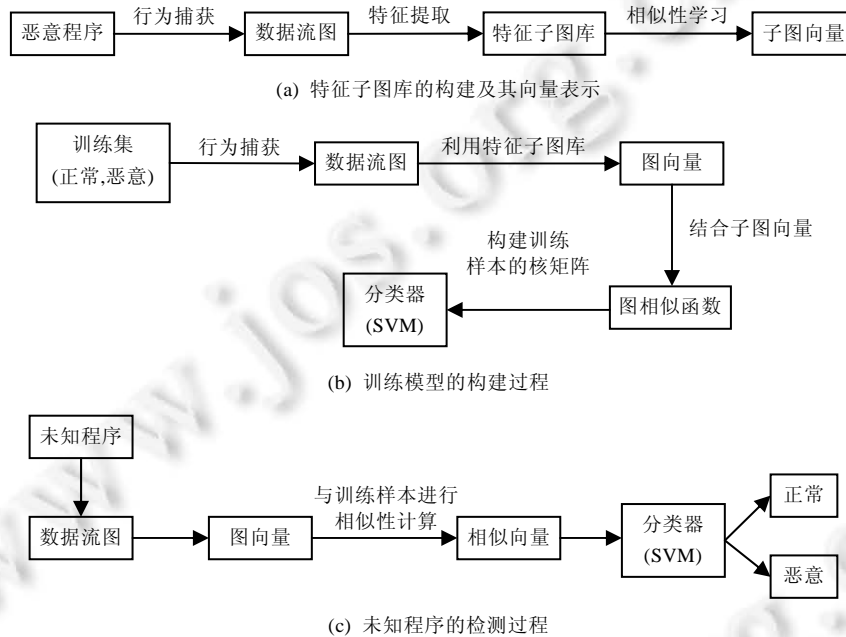 行为捕获 特征提取 相似性学习
恶意程序 数据流图 特征子图库 子图向量
(a) 特征子图库的构建及其向量表示
训练集
(正常,恶意)
行为捕获
数据流图
利用特征子图库
图向量
结合子图向量
图相似函数
构建训练
样本的核矩阵
分类器
(SVM)
(b) 训练模型的构建过程
未知程序
数据流图
图向量
与训练样本进行
相似性计算
相似向量
分类器
(SVM)
正常
恶意
(c) 未知程序的检测过程
www.jos.org.cn